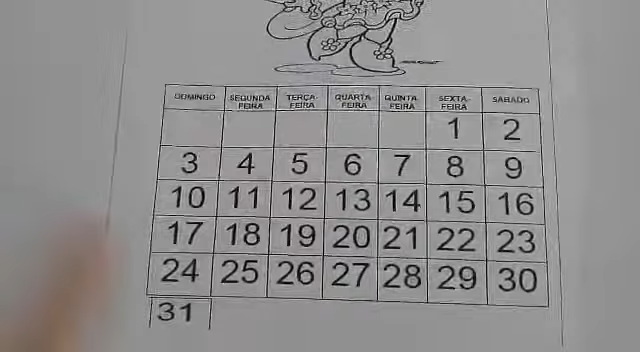 DOMINGO SEGUNDA FEIRA TERÇA- FEIRA QUARTA- FEIRA QUINTA FEIRA SEXTA- FEIRA SÁBADO
1 2
3 4 5 6 7 8 9
10 11 12 13 14 15 16
17 18 19 20 21 22 23
24 25 26 27 28 29 30
31